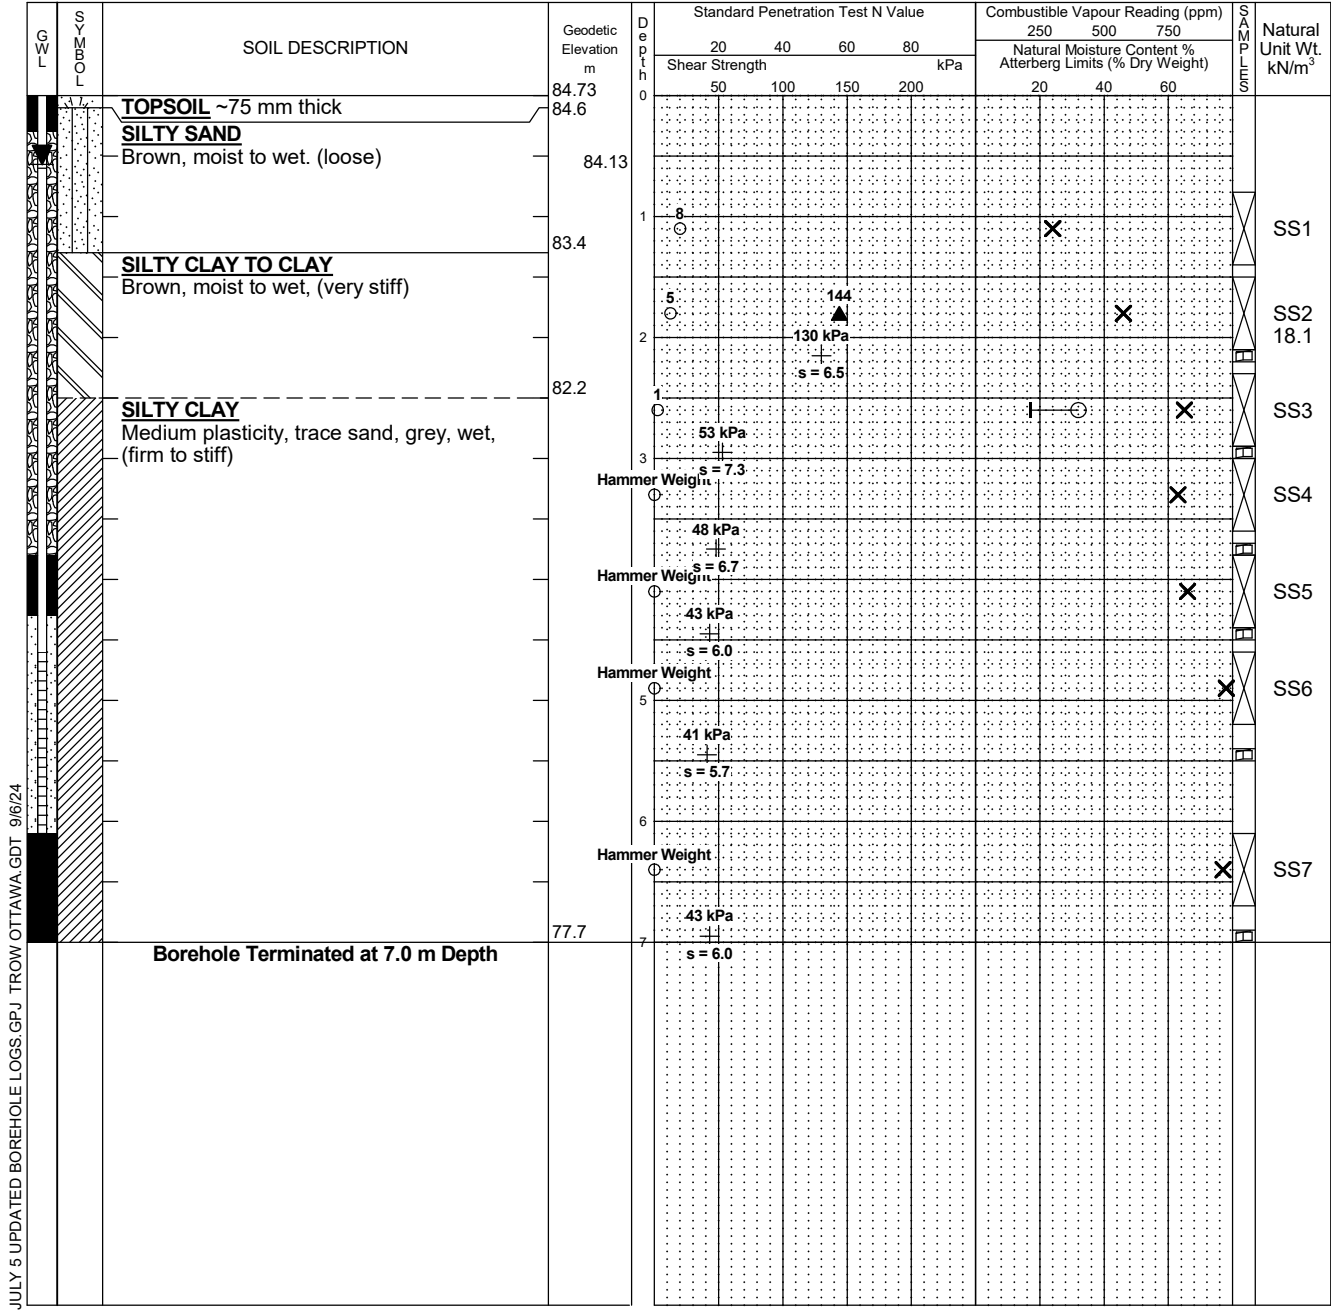 GWL
SYMBOL
SOIL DESCRIPTION
Geodetic
Elevation
m
84.73
Depth
Standard Penetration Test N Value
20 40 60 80
Shear Strength kPa
50 100 150 200
Combustible Vapour Reading (ppm)
250 500 750
Natural Moisture Content %
Atterberg Limits (% Dry Weight)
20 40 60
SAMPLES
Natural
Unit Wt.
kN/m³
0
TOPSOIL ~75 mm thick
84.6
SILTY SAND
Brown, moist to wet. (loose)
84.13
1
8
SS1
83.4
SILTY CLAY TO CLAY
Brown, moist to wet, (very stiff)
5
144
SS2
18.1
2
130 kPa
s = 6.5
82.2
SILTY CLAY
Medium plasticity, trace sand, grey, wet,
(firm to stiff)
1
SS3
53 kPa
3
s = 7.3
Hammer Weight
SS4
48 kPa
s = 6.7
Hammer Weight
SS5
43 kPa
s = 6.0
Hammer Weight
SS6
5
41 kPa
s = 5.7
6
Hammer Weight
SS7
43 kPa
77.7
7
s = 6.0
Borehole Terminated at 7.0 m Depth
JULY 5 UPDATED BOREHOLE LOGS.GPJ TROW OTTAWA.GDT 9/6/24